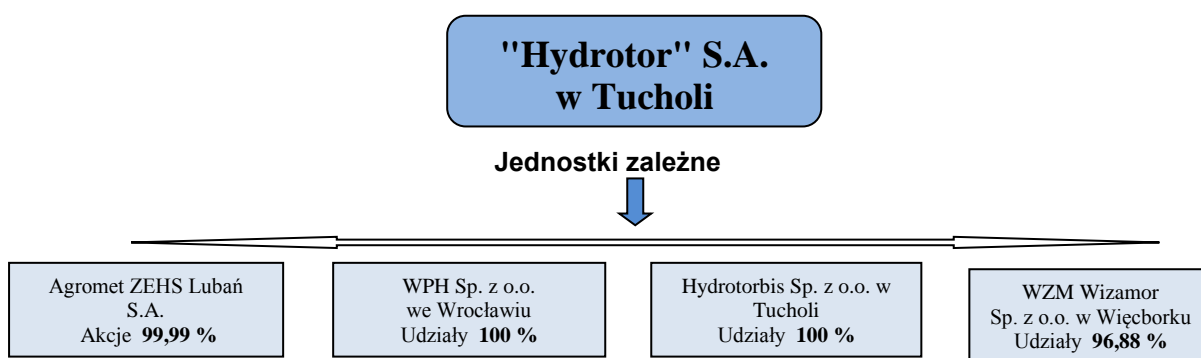 "Hydrotor" S.A.
w Tucholi
Jednostki zależne
Agromet ZEHS Lubań
S.A.
Akcje 99,99 %
WPH Sp. z o.o.
we Wrocławiu
Udziały 100 %
Hydrotorbis Sp. z o.o. w
Tucholi
Udziały 100 %
WZM Wizamor
Sp. z o.o. w Więcborku
Udziały 96,88 %